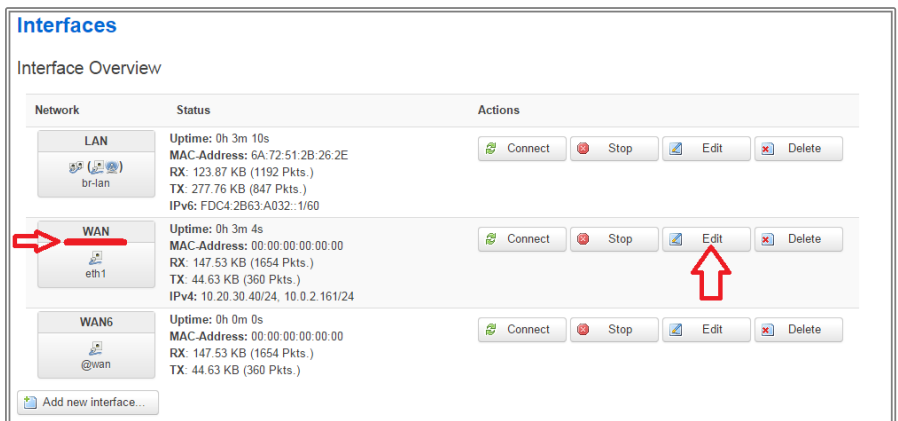 Interfaces
Interface Overview
Network Status Actions
LAN
br-lan
Uptime: 0h 3m 10s
MAC-Address: 6A:72:51:2B:26:2E
RX: 123.87 KB (1192 Pkts.)
TX: 277.76 KB (847 Pkts.)
IPv6: FDC4:2B63:A032::1/60
Connect Stop Edit Delete
WAN
eth1
Uptime: 0h 3m 4s
MAC-Address: 00:00:00:00:00:00
RX: 147.53 KB (1654 Pkts.)
TX: 44.63 KB (360 Pkts.)
IPv4: 10.20.30.40/24, 10.0.2.161/24
Connect Stop Edit Delete
WAN6
@wan
Uptime: 0h 0m 0s
MAC-Address: 00:00:00:00:00:00
RX: 147.53 KB (1654 Pkts.)
TX: 44.63 KB (360 Pkts.)
Connect Stop Edit Delete
Add new interface...